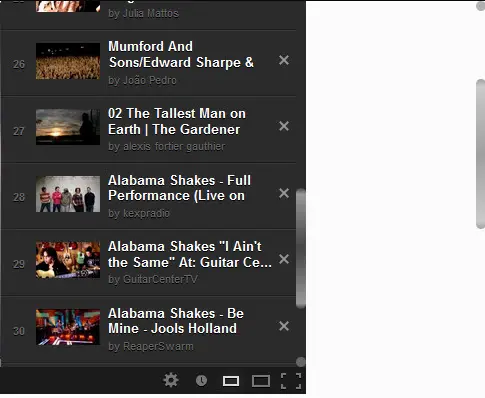 by Julia Mattos
26
Mumford And
Sons/Edward Sharpe &
by João Pedro
27
02 The Tallest Man on
Earth | The Gardener
by alexis fortier gauthier
28
Alabama Shakes - Full
Performance (Live on
by kexpradio
29
Alabama Shakes "I Ain't
the Same" At: Guitar Ce...
by GuitarCenterTV
30
Alabama Shakes - Be
Mine - Jools Holland
by ReaperSwarm